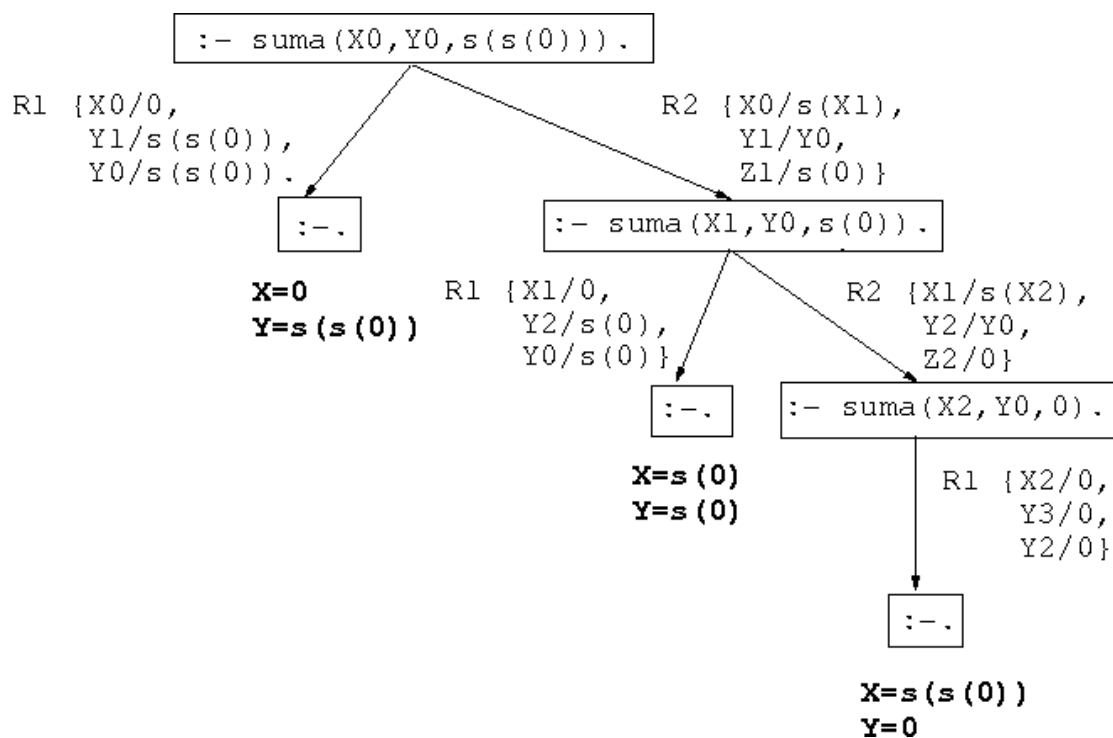 :- suma(X0,Y0,s(s(0))).
R1 {X0/0,
Y1/s(s(0)),
Y0/s(s(0)).
R2 {X0/s(X1),
Y1/Y0,
Z1/s(0)}
:-.
:- suma(X1,Y0,s(0)).
X=0
Y=s(s(0))
R1 {X1/0,
Y2/s(0),
Y0/s(0)}
R2 {X1/s(X2),
Y2/Y0,
Z2/0}
:-.
:- suma(X2,Y0,0).
X=s(0)
Y=s(0)
R1 {X2/0,
Y3/0,
Y2/0}
:-.
X=s(s(0))
Y=0